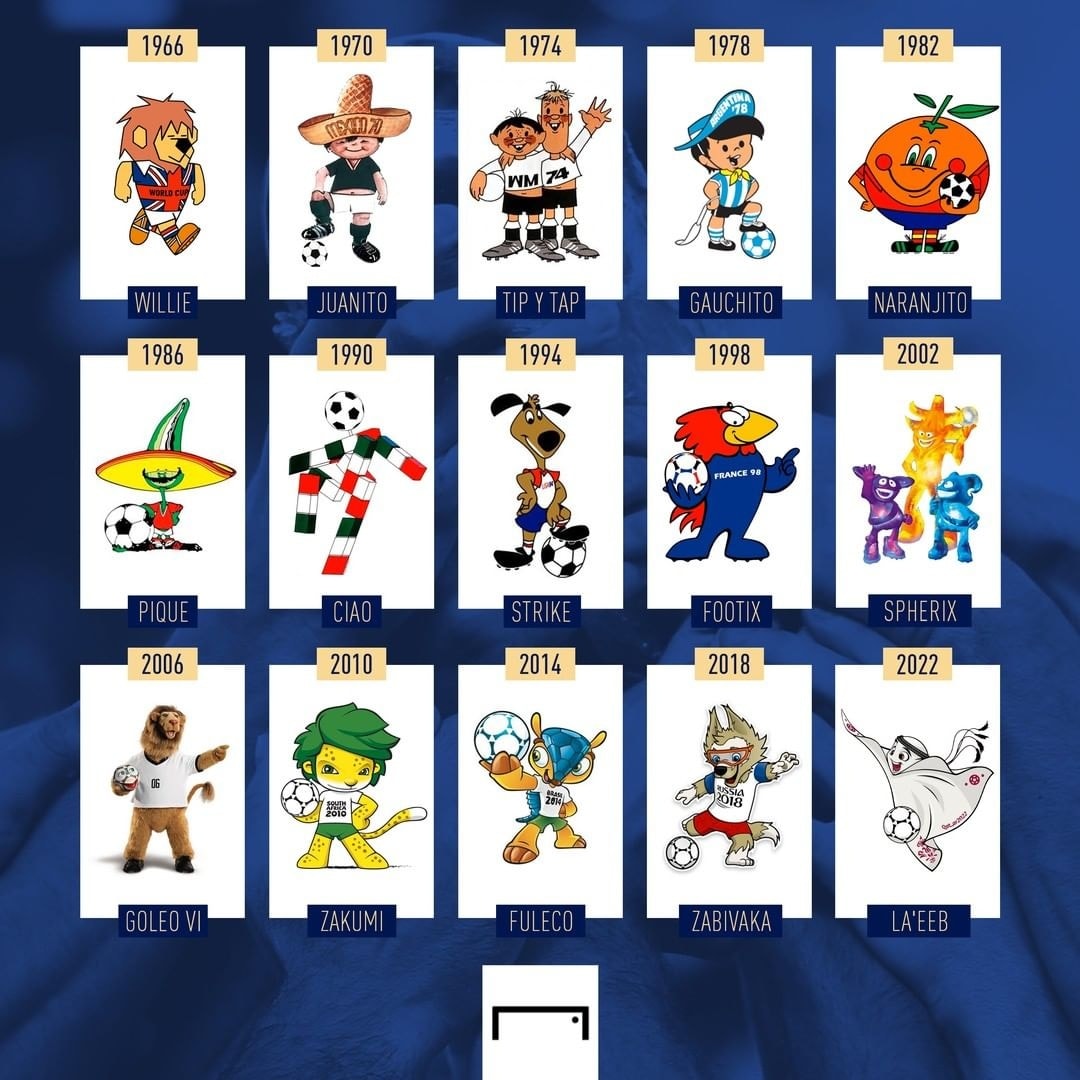 1966
1970
1974
1978
1982
WORLD CUP
MEXICO 70
WM 74
ARGENTINA
'78
WILLIE
JUANITO
TIP Y TAP
GAUCHITO
NARANJITO
1986
1990
1994
1998
2002
FRANCE 98
PIQUE
CIAO
STRIKE
FOOTIX
SPHERIX
2006
2010
2014
2018
2022
06
SOUTH
AFRICA
2010
BRASIL
2014
RUSSIA
2018
Qatar2022
GOLEO VI
ZAKUMI
FULECO
ZABIVAKA
LA'EEB